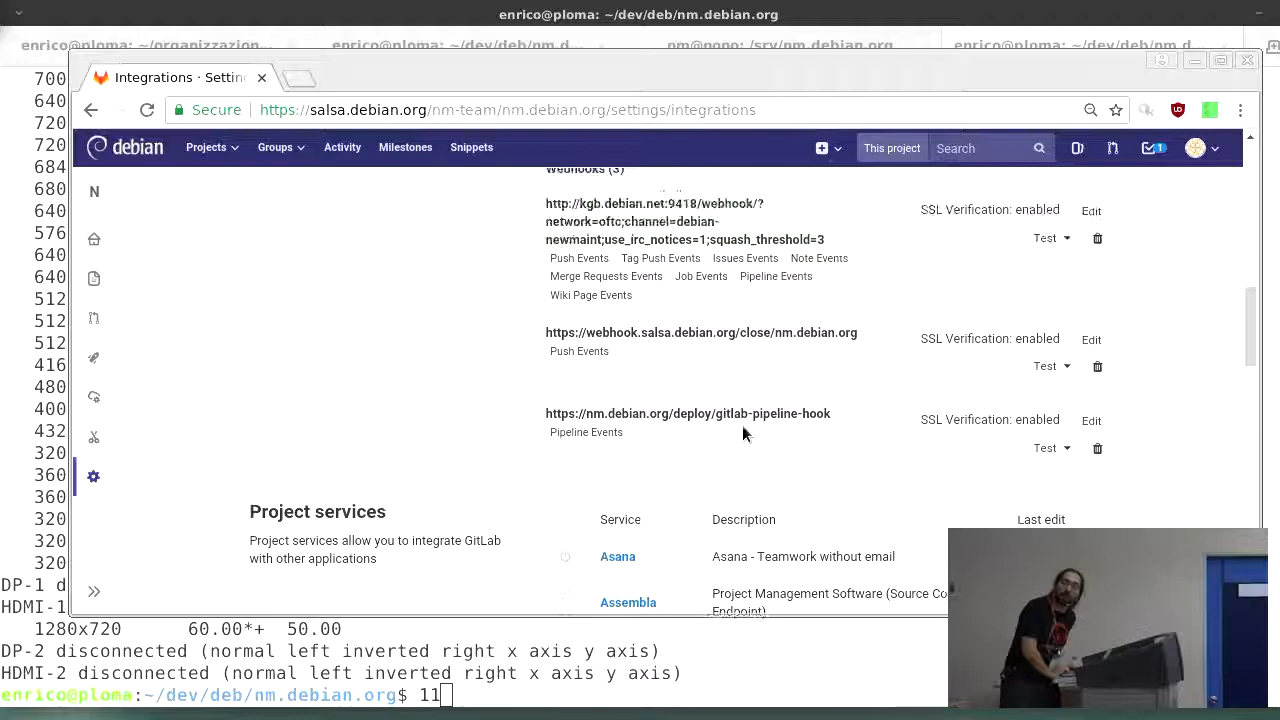 enrico@ploma: ~/dev/deb/nm.debian.org
enrico@ploma: ~/organizzazion...
enrico@ploma: ~/dev/deb/nm.d...
nm@nono: /srv/nm.debian.org
enrico@ploma: ~/dev/deb/nm.d...
Integrations · Settin
Secure
https://salsa.debian.org/nm-team/nm.debian.org/settings/integrations
debian
Projects
Groups
Activity
Milestones
Snippets
This project
Search
1
N
Webhooks (3)
http://kgb.debian.net:9418/webhook/?
network=oftc;channel=debian-
newmaint;use_irc_notices=1;squash_threshold=3
SSL Verification: enabled
Edit
Test
Push Events Tag Push Events Issues Events Note Events
Merge Requests Events Job Events Pipeline Events
Wiki Page Events
https://webhook.salsa.debian.org/close/nm.debian.org
SSL Verification: enabled
Edit
Push Events
Test
https://nm.debian.org/deploy/gitlab-pipeline-hook
SSL Verification: enabled
Edit
Pipeline Events
Test
Project services
Project services allow you to integrate GitLab
with other applications
Service
Description
Last edit
Asana
Asana - Teamwork without email
Assembla
Project Management Software (Source Co
Endpoint)
700
640
720
720
684
680
640
576
640
640
512
512
512
416
480
400
432
320
360
360
320
320
320
DP-1 d
HDMI-1
1280x720 60.00*+ 50.00
DP-2 disconnected (normal left inverted right x axis y axis)
HDMI-2 disconnected (normal left inverted right x axis y axis)
enrico@ploma:~/dev/deb/nm.debian.org$ 11